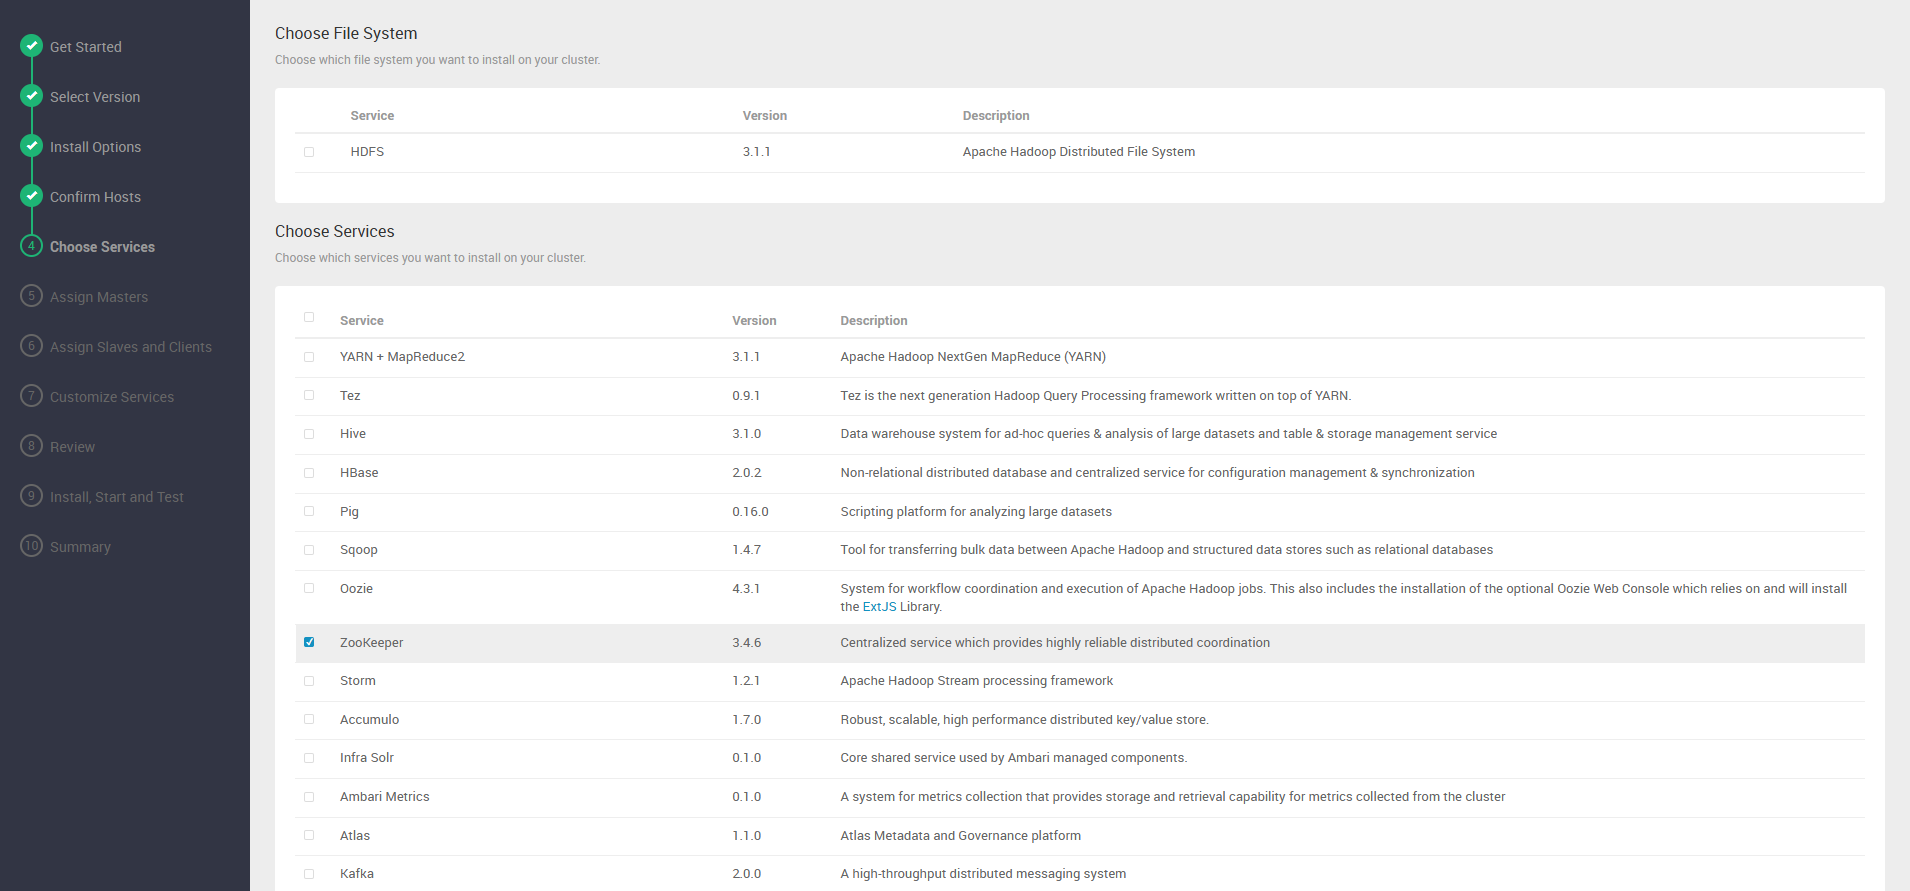 Get Started
Select Version
Install Options
Confirm Hosts
4 Choose Services
5 Assign Masters
6 Assign Slaves and Clients
7 Customize Services
8 Review
9 Install, Start and Test
10 Summary
Choose File System
Choose which file system you want to install on your cluster.
Service Version Description
HDFS 3.1.1 Apache Hadoop Distributed File System
Choose Services
Choose which services you want to install on your cluster.
Service Version Description
YARN + MapReduce2 3.1.1 Apache Hadoop NextGen MapReduce (YARN)
Tez 0.9.1 Tez is the next generation Hadoop Query Processing framework written on top of YARN.
Hive 3.1.0 Data warehouse system for ad-hoc queries & analysis of large datasets and table & storage management service
HBase 2.0.2 Non-relational distributed database and centralized service for configuration management & synchronization
Pig 0.16.0 Scripting platform for analyzing large datasets
Sqoop 1.4.7 Tool for transferring bulk data between Apache Hadoop and structured data stores such as relational databases
Oozie 4.3.1 System for workflow coordination and execution of Apache Hadoop jobs. This also includes the installation of the optional Oozie Web Console which relies on and will install
the ExtJS Library.
ZooKeeper 3.4.6 Centralized service which provides highly reliable distributed coordination
Storm 1.2.1 Apache Hadoop Stream processing framework
Accumulo 1.7.0 Robust, scalable, high performance distributed key/value store.
Infra Solr 0.1.0 Core shared service used by Ambari managed components.
Ambari Metrics 0.1.0 A system for metrics collection that provides storage and retrieval capability for metrics collected from the cluster
Atlas 1.1.0 Atlas Metadata and Governance platform
Kafka 2.0.0 A high-throughput distributed messaging system